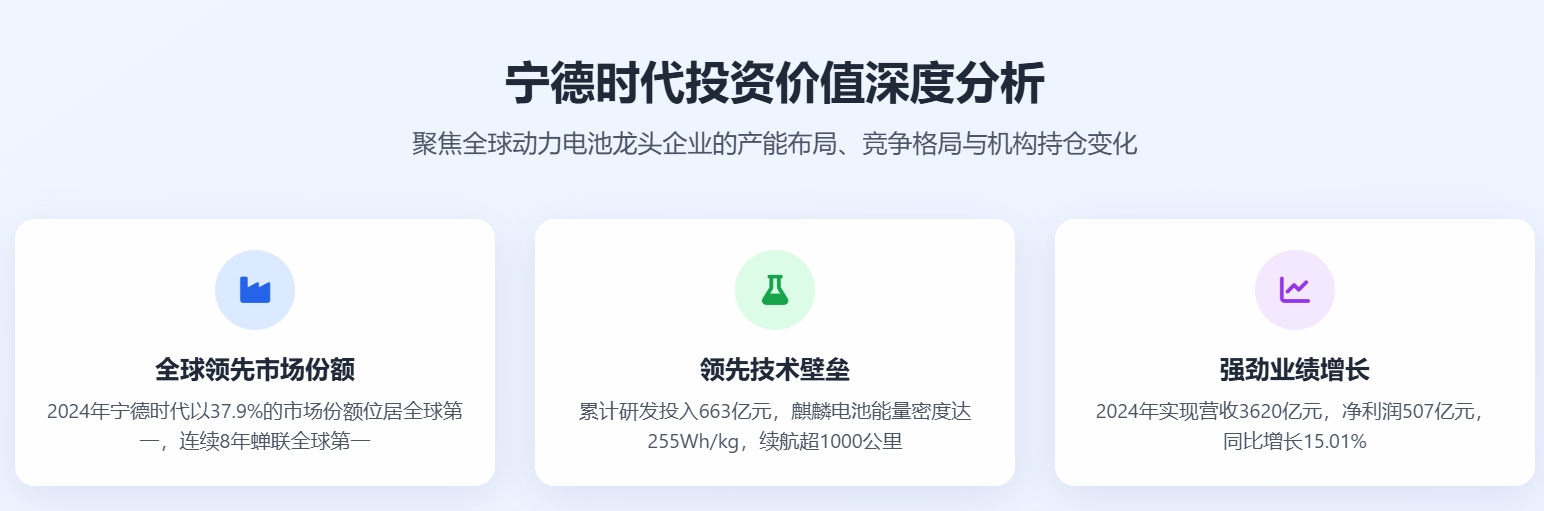 宁德时代投资价值深度分析
聚焦全球动力电池龙头企业的产能布局、竞争格局与机构持仓变化
全球领先市场份额
2024年宁德时代以37.9%的市场份额位居全球第
一，连续8年蝉联全球第一
领先技术壁垒
累计研发投入663亿元，麒麟电池能量密度达
255Wh/kg，续航超1000公里
强劲业绩增长
2024年实现营收3620亿元，净利润507亿元，
同比增长15.01%